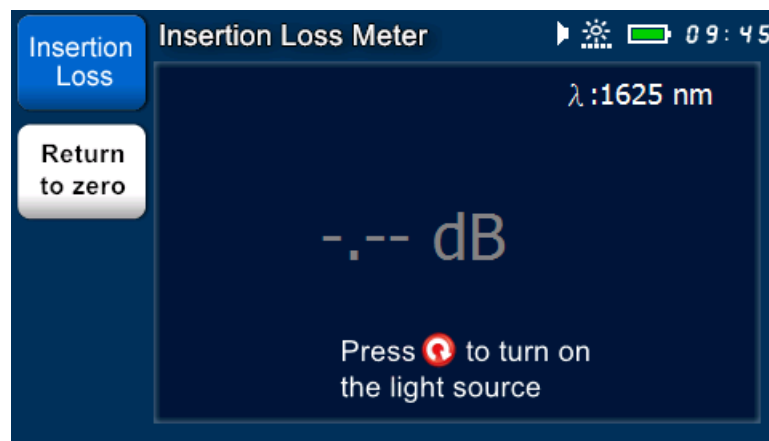 Insertion
Loss
Insertion Loss Meter
09:45
λ:1625 nm
Return
to zero
-.-- dB
Press to turn on
the light source